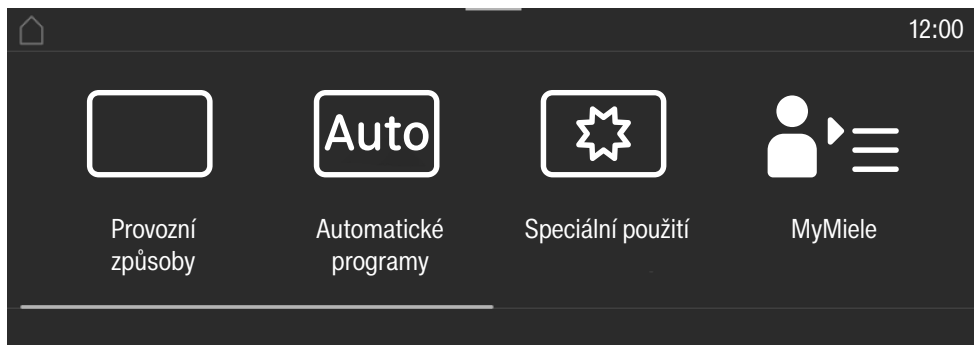 12:00
Auto
Provozní
způsoby
Automatické
programy
Speciální použití
MyMiele